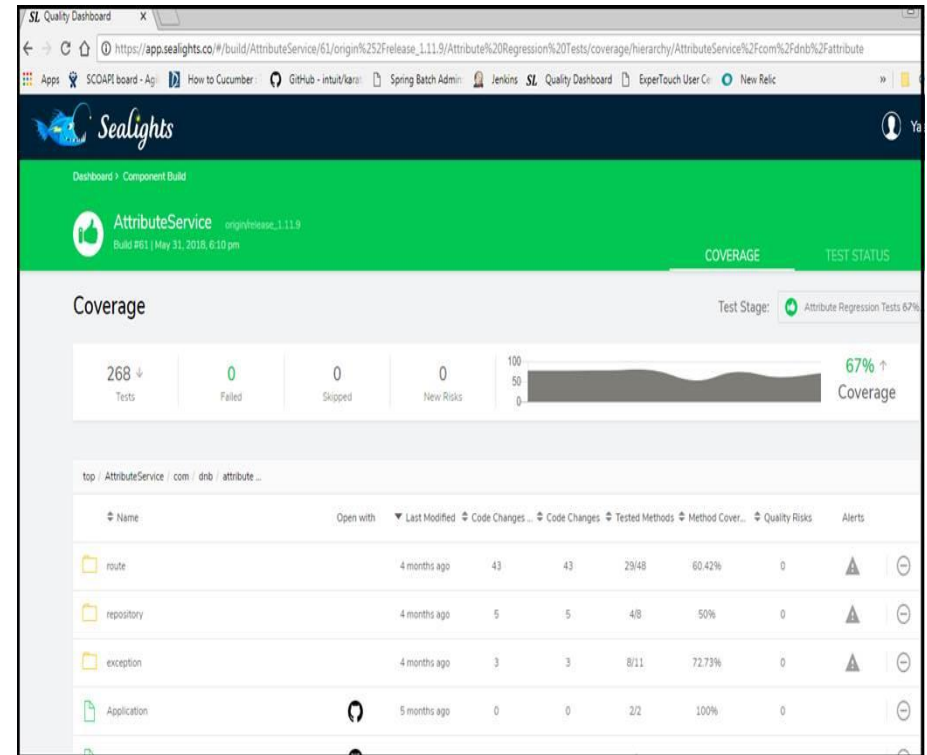 SL Quality Dashboard X
https://app.sealights.co/#/build/AttributeService/61/origin%252Frelease_1.11.9/Attribute%20Regression%20Tests/coverage/hierarchy/AttributeService%2Fcom%2Fdnb%2Fattribute
Apps SCOAPI board - Agi How to Cucumber GitHub - intuit/karat Spring Batch Admin Jenkins SL Quality Dashboard ExperTouch User Ce New Relic »
Sealights Ya
Dashboard > Component Build
AttributeService origin/release_1.11.9
Build #61 | May 31, 2018, 6:10 pm
COVERAGE TEST STATUS
Coverage Test Stage: Attribute Regression Tests 67%
268 0 0 0 100 50 0 67%
Tests Failed Skipped New Risks Coverage
top / AttributeService / com / dnb / attribute ...
Name Open with Last Modified Code Changes ... Code Changes Tested Methods Method Cover... Quality Risks Alerts
route 4 months ago 43 43 29/48 60.42% 0
repository 4 months ago 5 5 4/8 50% 0
exception 4 months ago 3 3 8/11 72.73% 0
Application 5 months ago 0 0 2/2 100% 0